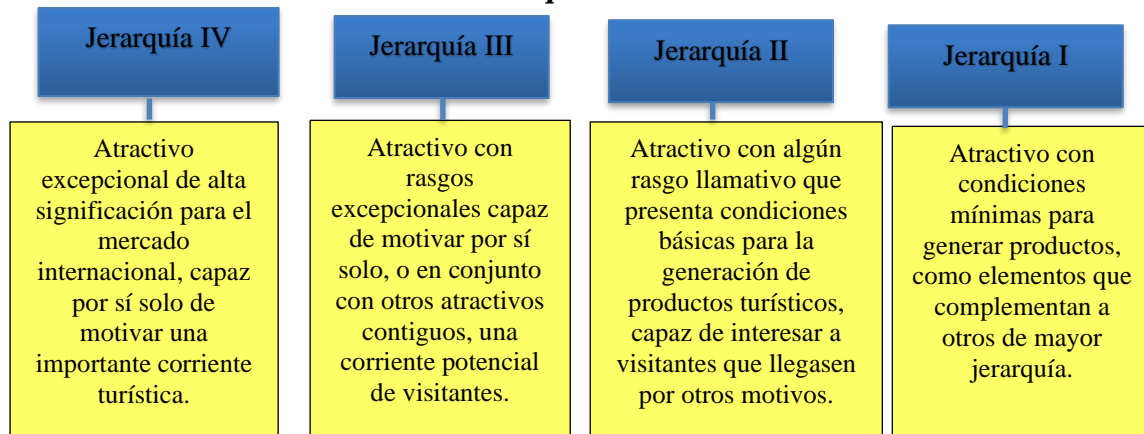 Jerarquía IV
Atractivo
excepcional de alta
significación para el
mercado
internacional, capaz
por sí solo de
motivar una
importante corriente
turística.
Jerarquía III
Atractivo con
rasgos
excepcionales capaz
de motivar por sí
solo, o en conjunto
con otros atractivos
contiguos, una
corriente potencial
de visitantes.
Jerarquía II
Atractivo con algún
rasgo llamativo que
presenta condiciones
básicas para la
generación de
productos turísticos,
capaz de interesar a
visitantes que llegasen
por otros motivos.
Jerarquía I
Atractivo con
condiciones
mínimas para
generar productos,
como elementos que
complementan a
otros de mayor
jerarquía.